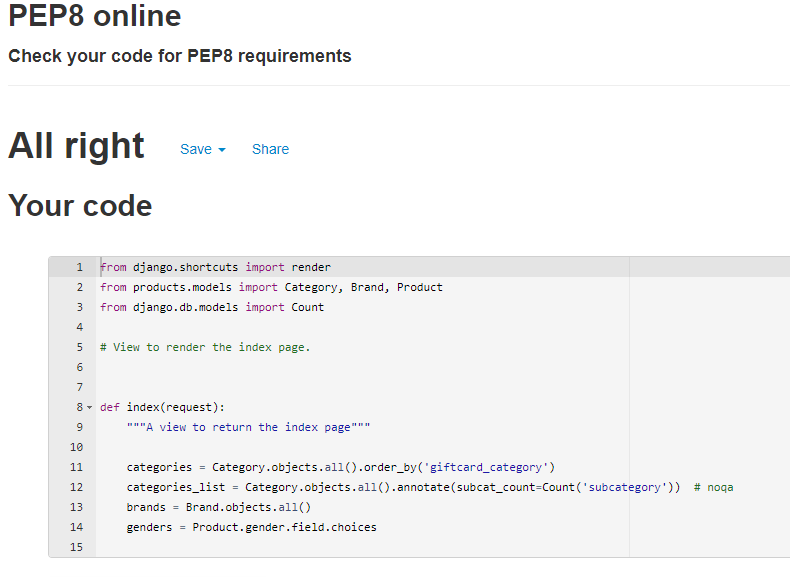 PEP8 online
Check your code for PEP8 requirements
All right Save Share
Your code
1 from django.shortcuts import render
2 from products.models import Category, Brand, Product
3 from django.db.models import Count
4
5 # View to render the index page.
6
7
8 def index(request):
9     """A view to return the index page"""
10
11     categories = Category.objects.all().order_by('giftcard_category')
12     categories_list = Category.objects.all().annotate(subcat_count=Count('subcategory'))  # noqa
13     brands = Brand.objects.all()
14     genders = Product.gender.field.choices
15